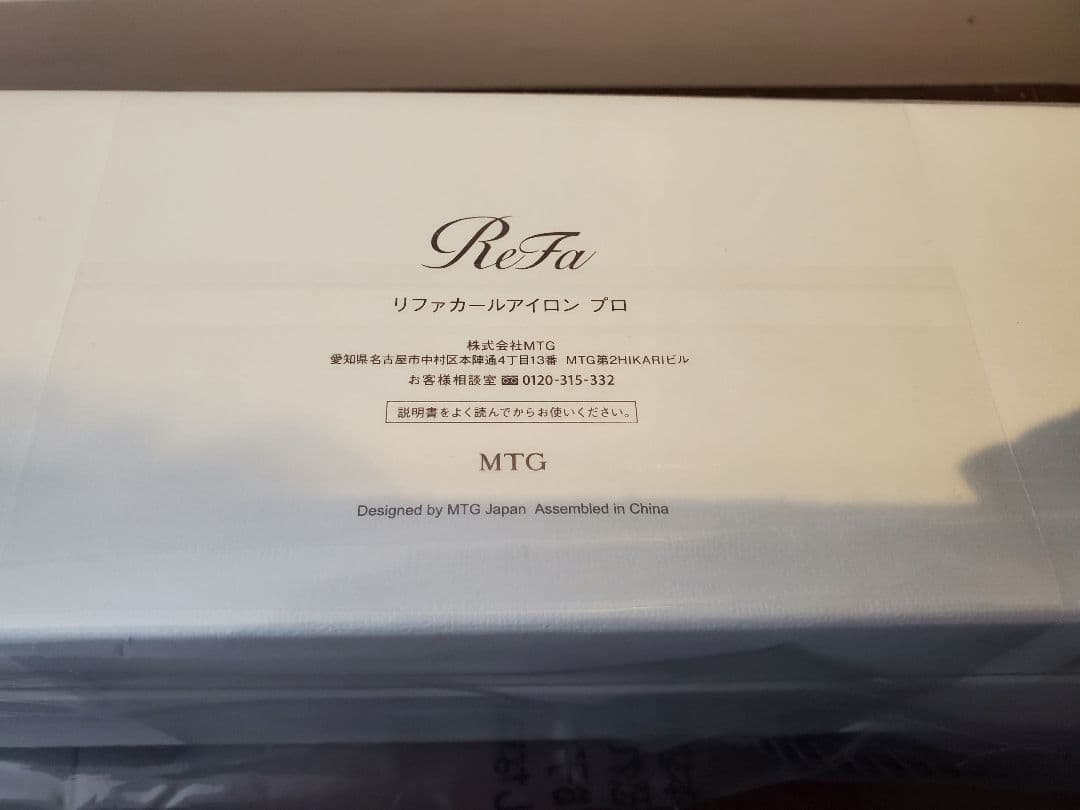 ReFa
リファカールアイロン プロ
株式会社MTG
愛知県名古屋市中村区本陣通4丁目13番 MTG第2HIKARIビル
お客様相談室 0120-315-332
説明書をよく読んでからお使いください。
MTG
Designed by MTG Japan Assembled in China